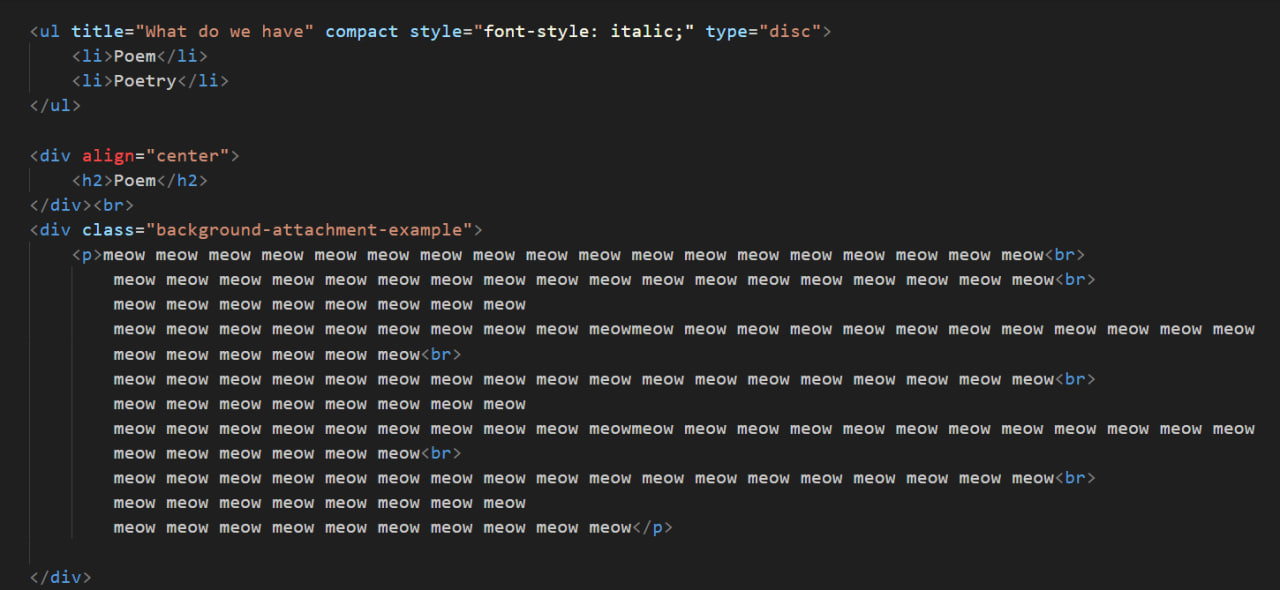 <ul title="What do we have" compact style="font-style: italic;" type="disc">
<li>Poem</li>
<li>Poetry</li>
</ul>
<div align="center">
<h2>Poem</h2>
</div><br>
<div class="background-attachment-example">
<p>meow meow meow meow meow meow meow meow meow meow meow meow meow meow meow meow meow meow<br>
meow meow meow meow meow meow meow meow meow meow meow meow meow meow meow meow meow meow<br>
meow meow meow meow meow meow meow meow
meow meow meow meow meow meow meow meow meow meowmeow meow meow meow meow meow meow meow meow meow meow meow
meow meow meow meow meow meow<br>
meow meow meow meow meow meow meow meow meow meow meow meow meow meow meow meow meow meow<br>
meow meow meow meow meow meow meow meow
meow meow meow meow meow meow meow meow meow meowmeow meow meow meow meow meow meow meow meow meow meow meow
meow meow meow meow meow meow<br>
meow meow meow meow meow meow meow meow meow meow meow meow meow meow meow meow meow meow<br>
meow meow meow meow meow meow meow meow
meow meow meow meow meow meow meow meow meow meow</p>
</div>